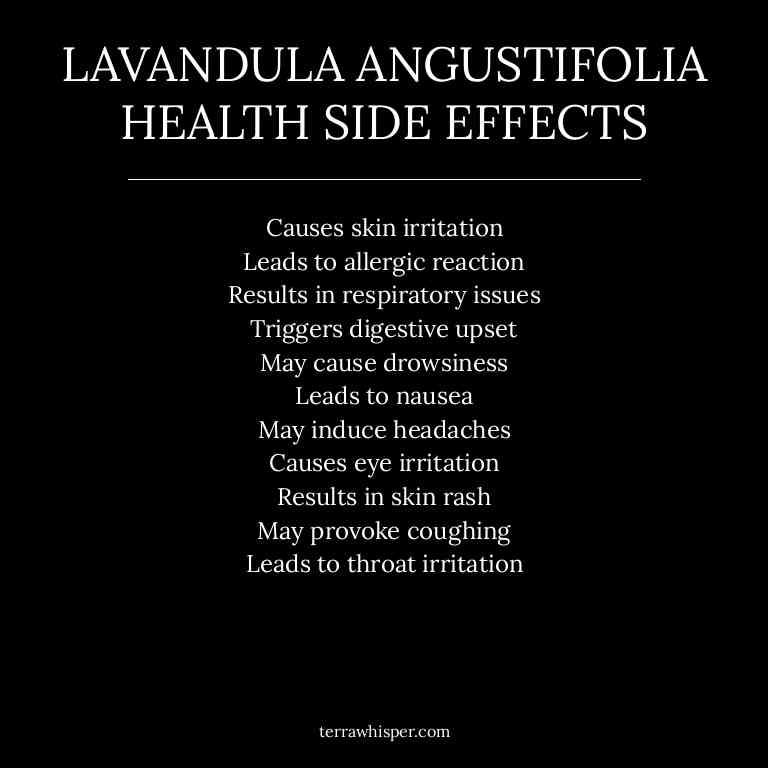 LAVANDULA ANGUSTIFOLIA
HEALTH SIDE EFFECTS
Causes skin irritation
Leads to allergic reaction
Results in respiratory issues
Triggers digestive upset
May cause drowsiness
Leads to nausea
May induce headaches
Causes eye irritation
Results in skin rash
May provoke coughing
Leads to throat irritation
terrawhisper.com